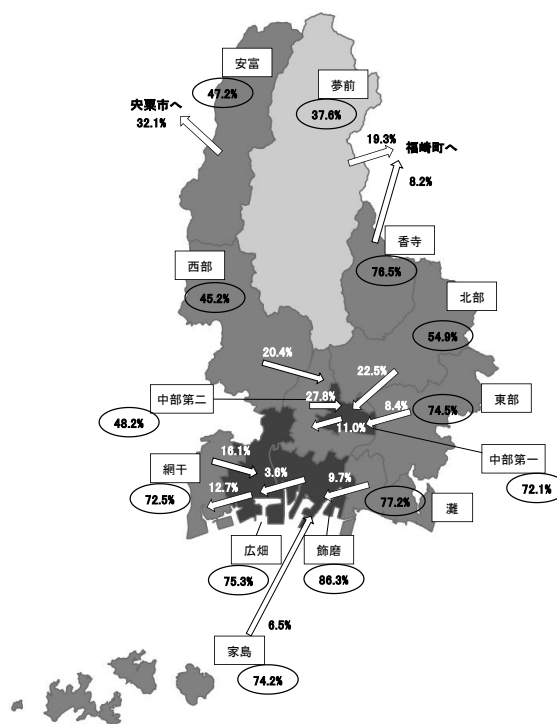 安富
47.2%
宍粟市へ
32.1%
夢前
37.6%
19.3%
福崎町へ
8.2%
香寺
76.5%
西部
45.2%
北部
54.9%
20.4%
22.5%
中部第二
48.2%
27.8%
8.4%
東部
74.5%
11.0%
中部第一
72.1%
網干
72.5%
16.1%
3.6%
12.7%
9.7%
灘
77.2%
広畑
75.3%
飾磨
86.3%
6.5%
家島
74.2%